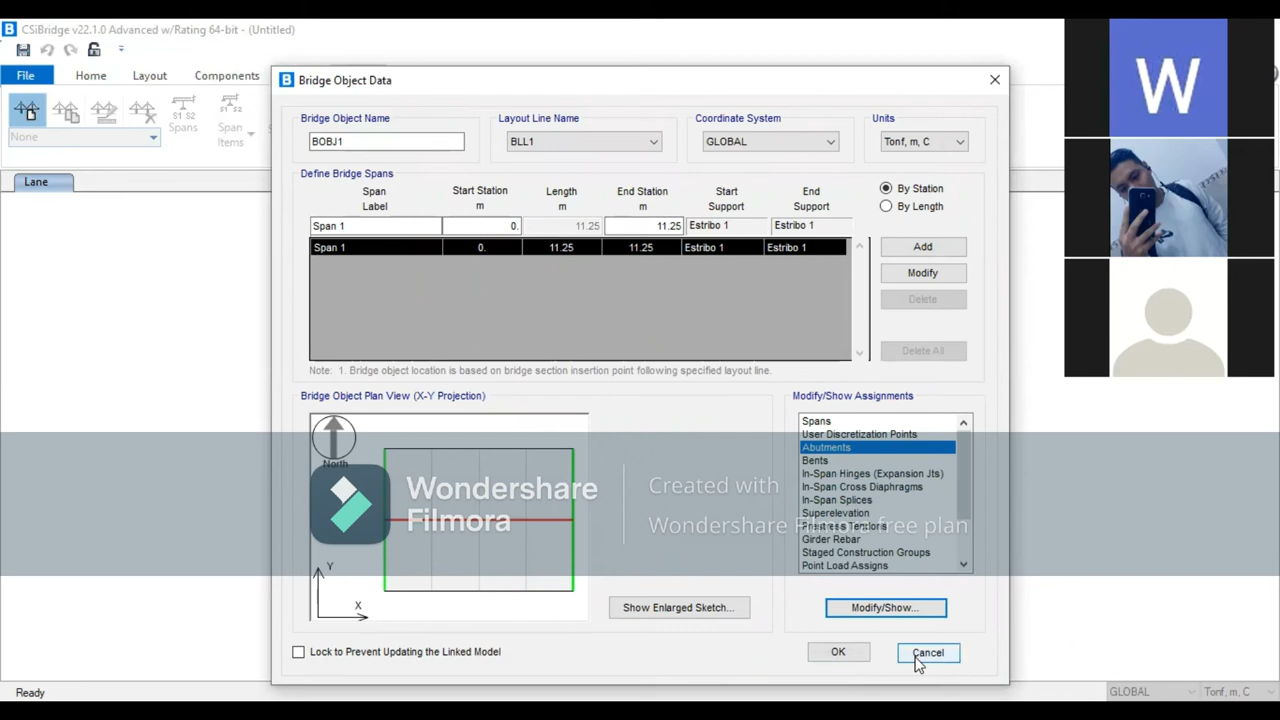 CSiBridge v22.1.0 Advanced w/Rating 64-bit - (Untitled)
File Home Layout Components
None
Spans
Span Items
Lane
Bridge Object Data
Bridge Object Name
BOBJ1
Layout Line Name
BLL1
Coordinate System
GLOBAL
Units
Tonf, m, C
Define Bridge Spans
Span Label
Start Station m
Length m
End Station m
Start Support
End Support
Span 1 0. 11.25 11.25 Estribo 1 Estribo 1
Span 1 0. 11.25 11.25 Estribo 1 Estribo 1
By Station
By Length
Add
Modify
Delete
Delete All
Note: 1. Bridge object location is based on bridge section insertion point following specified layout line.
Bridge Object Plan View (X-Y Projection)
North
Y
X
Show Enlarged Sketch...
Modify/Show Assignments
Spans
User Discretization Points
Abutments
Bents
In-Span Hinges (Expansion Jts)
In-Span Cross Diaphragms
In-Span Splices
Superelevation
Prestress Tendons
Girder Rebar
Staged Construction Groups
Point Load Assigns
Modify/Show...
Lock to Prevent Updating the Linked Model
OK
Cancel
Wondershare
Filmora
Created with
Wondershare Filmora free plan
W
Ready
GLOBAL
Tonf, m, C